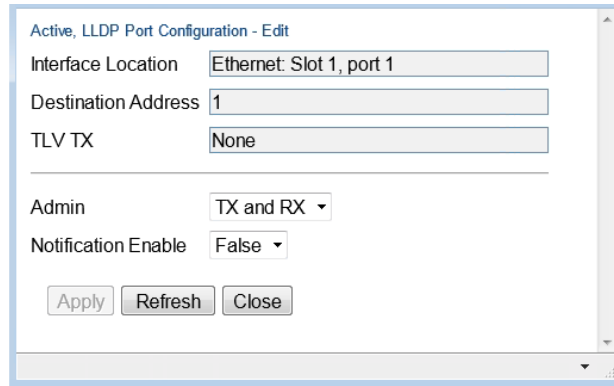 Active, LLDP Port Configuration - Edit
Interface Location Ethernet: Slot 1, port 1
Destination Address 1
TLV TX None
Admin TX and RX
Notification Enable False
Apply Refresh Close